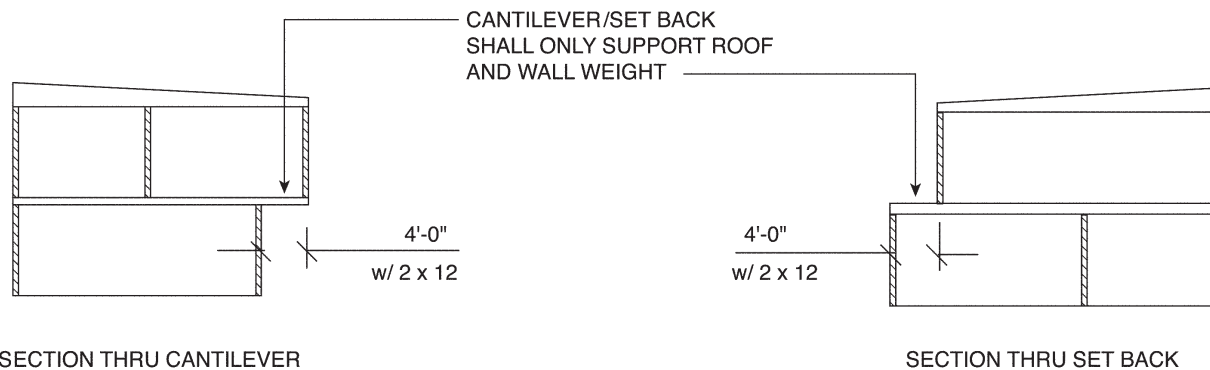 CANTILEVER/SET BACK
SHALL ONLY SUPPORT ROOF
AND WALL WEIGHT
4'-0"
w/ 2 x 12
4'-0"
w/ 2 x 12
SECTION THRU CANTILEVER
SECTION THRU SET BACK